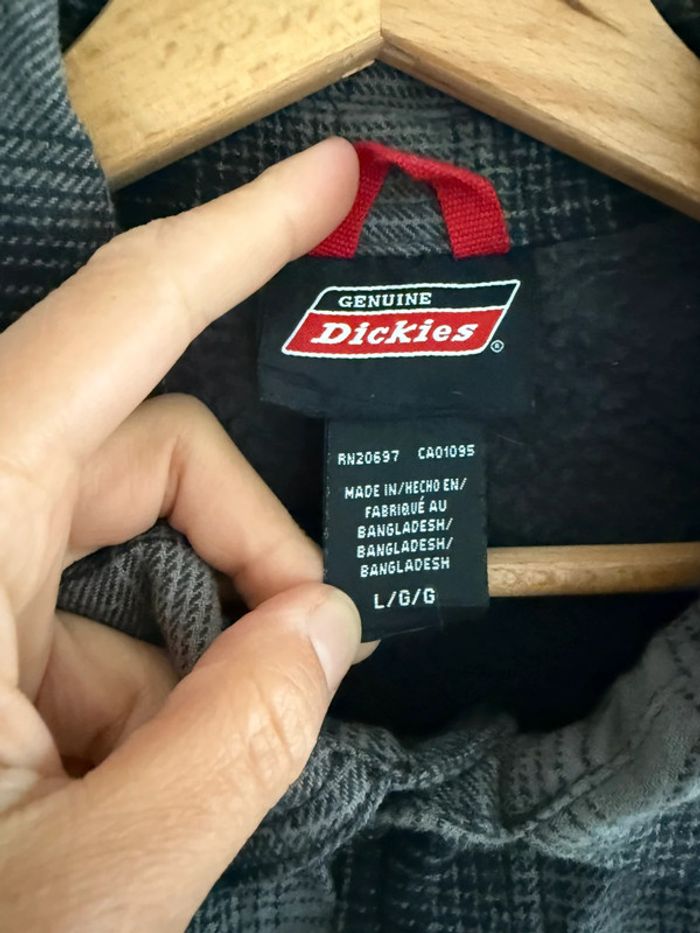 GENUINE
Dickies
®
RN20697 CA01095
MADE IN/HECHO EN/
FABRIQUÉ AU
BANGLADESH/
BANGLADESH/
BANGLADESH
L/G/G